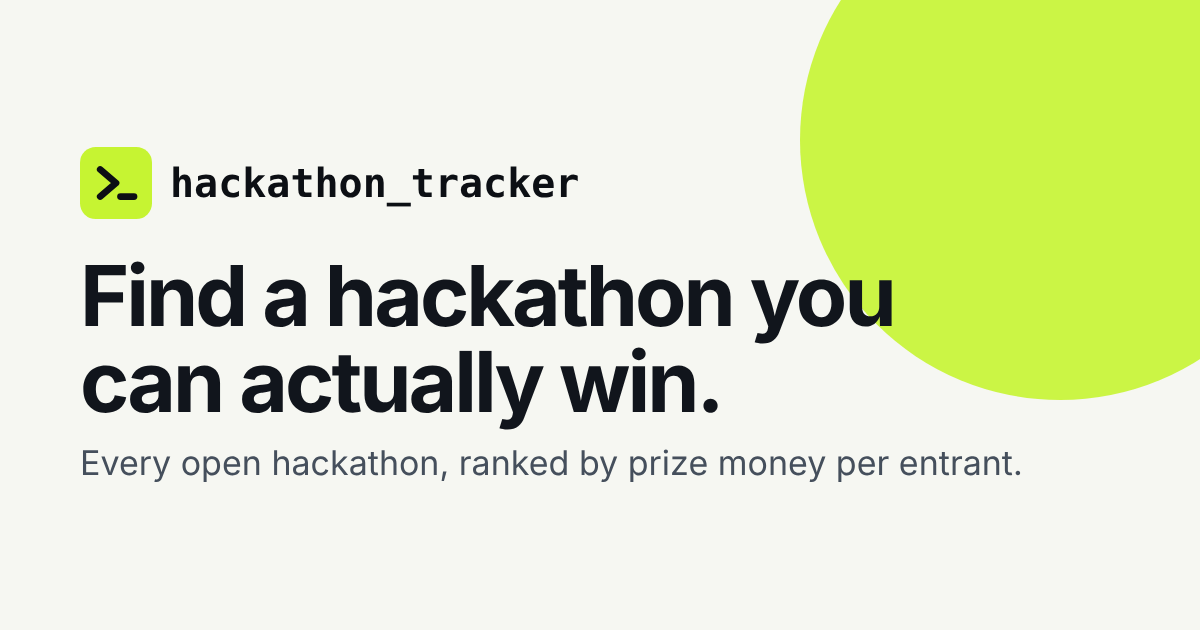 >_ hackathon_tracker
Find a hackathon you
can actually win.
Every open hackathon, ranked by prize money per entrant.